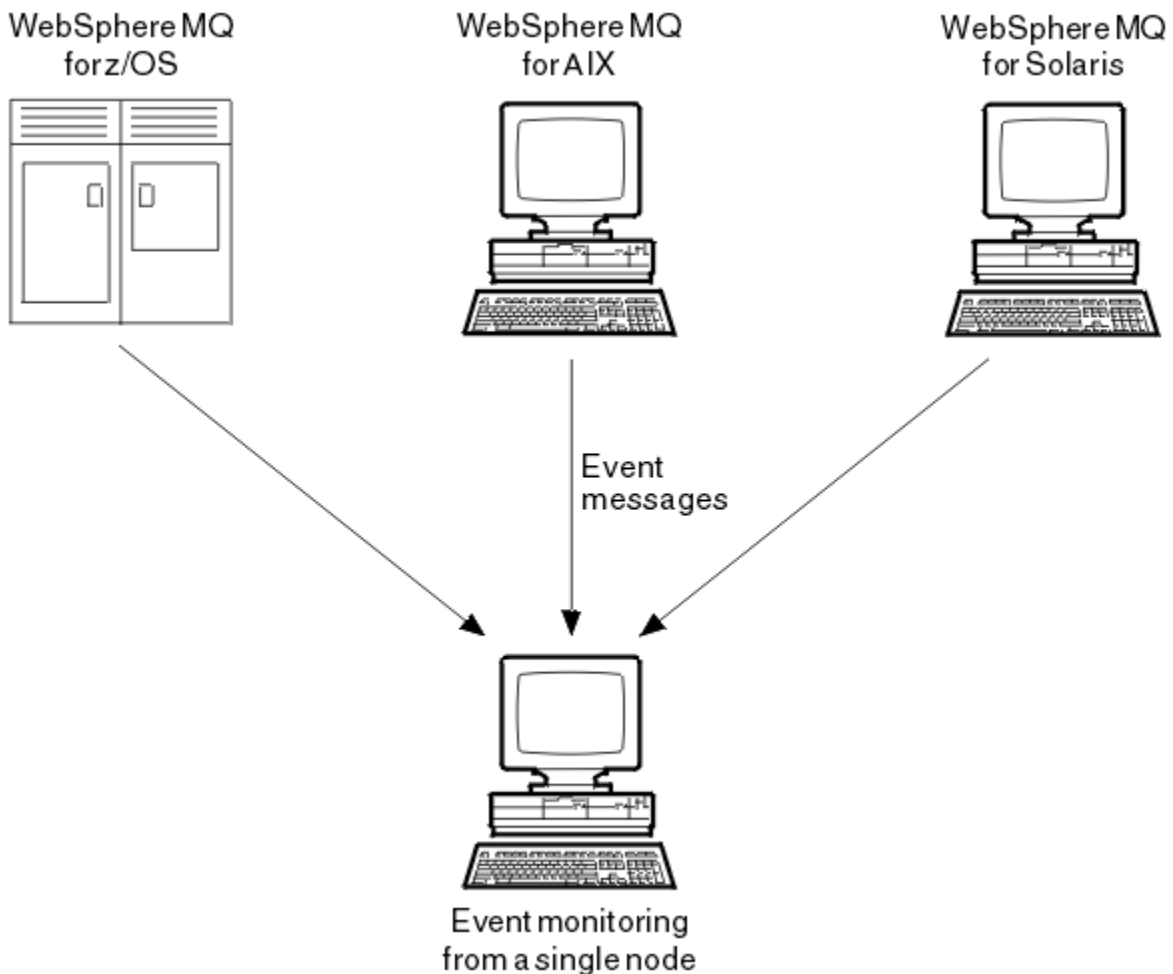 WebSphere MQ
for z/OS
WebSphere MQ
for AIX
WebSphere MQ
for Solaris
Event
messages
Event monitoring
from a single node